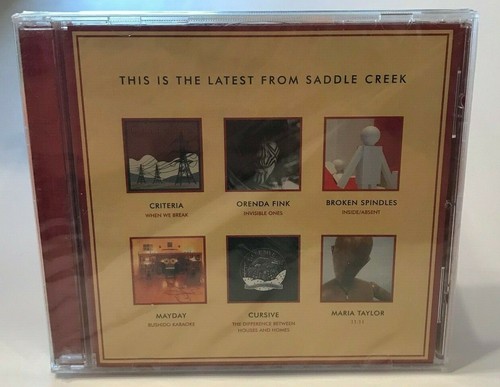 THIS IS THE LATEST FROM SADDLE CREEK
CRITERIA
WHEN WE BREAK
ORENDA FINK
INVISIBLE ONES
BROKEN SPINDLES
INSIDE/ABSENT
MAYDAY
BUSHIDO KARAOKE
CURSIVE
THE DIFFERENCE BETWEEN
HOUSES AND HOMES
MARIA TAYLOR
11:11